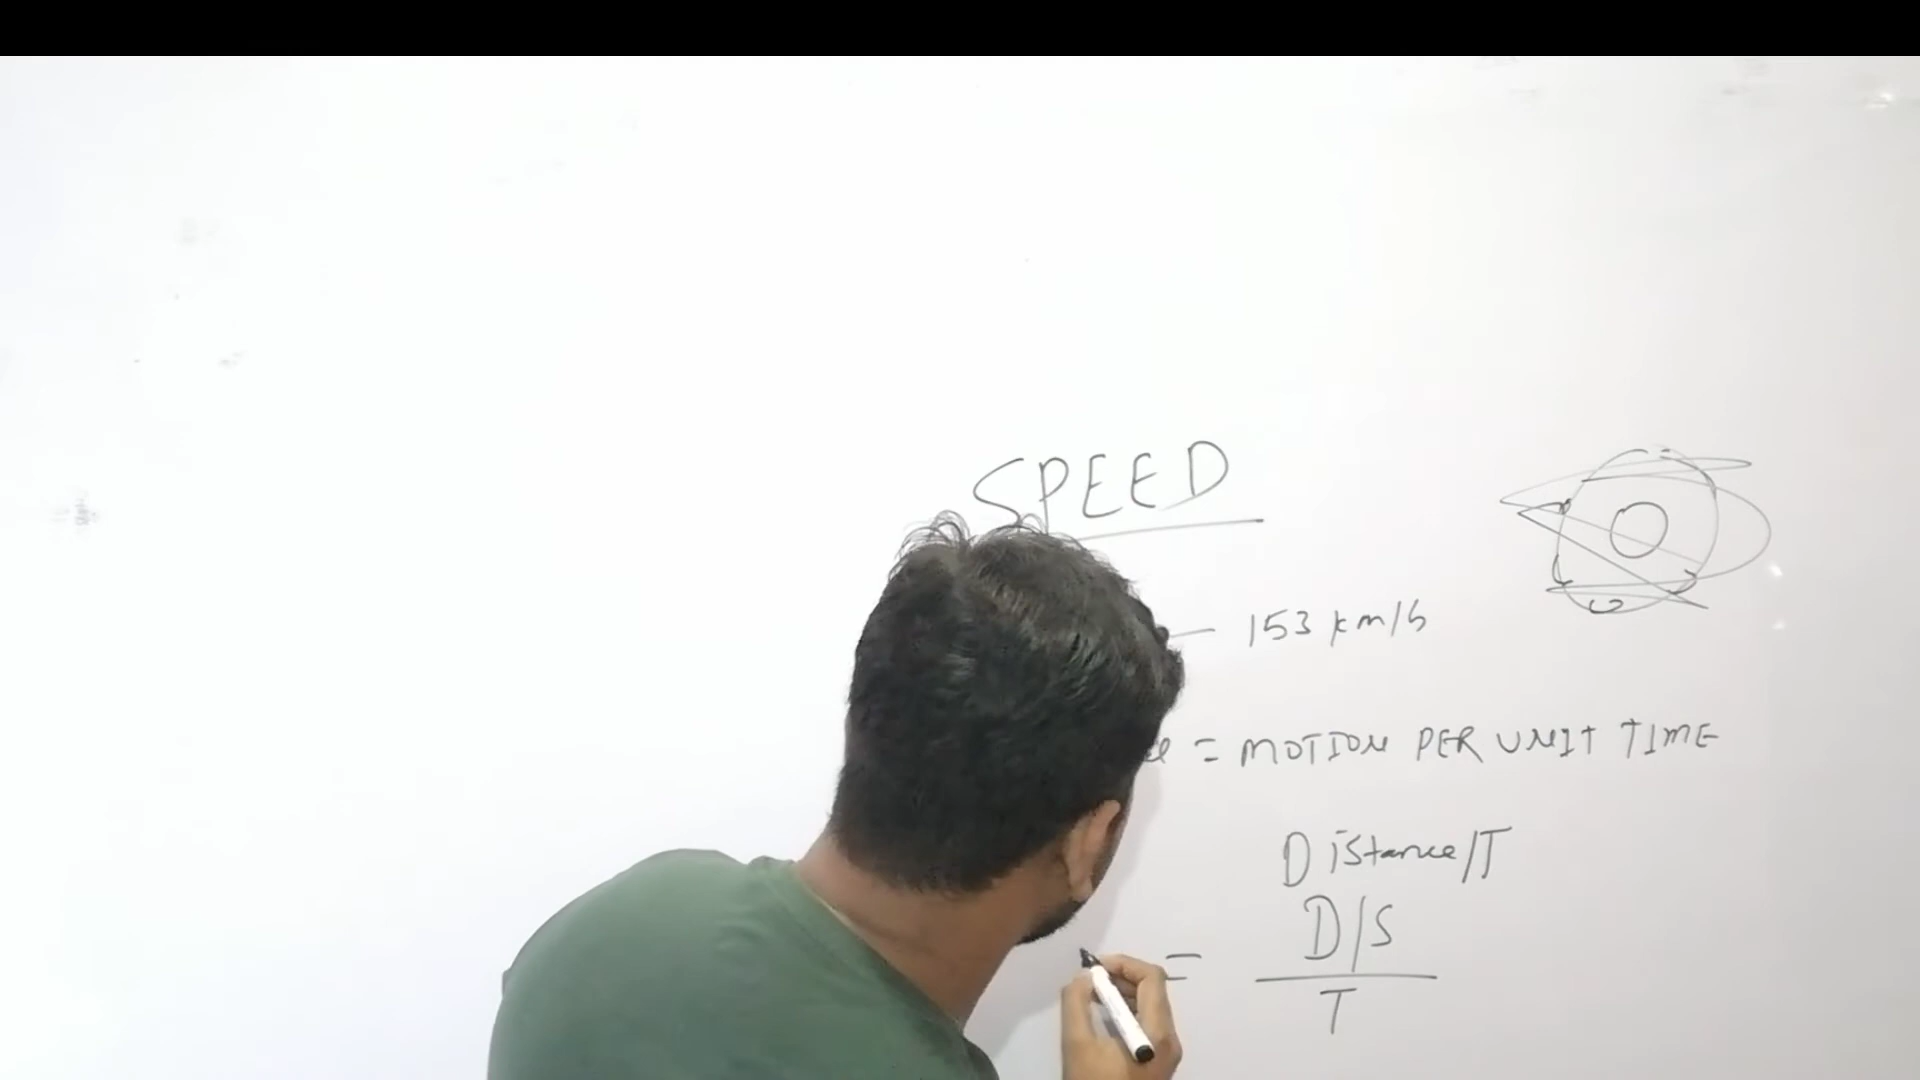 SPEED
— 153 km/h
= MOTION PER UNIT TIME
Distance/T
= D/S
T